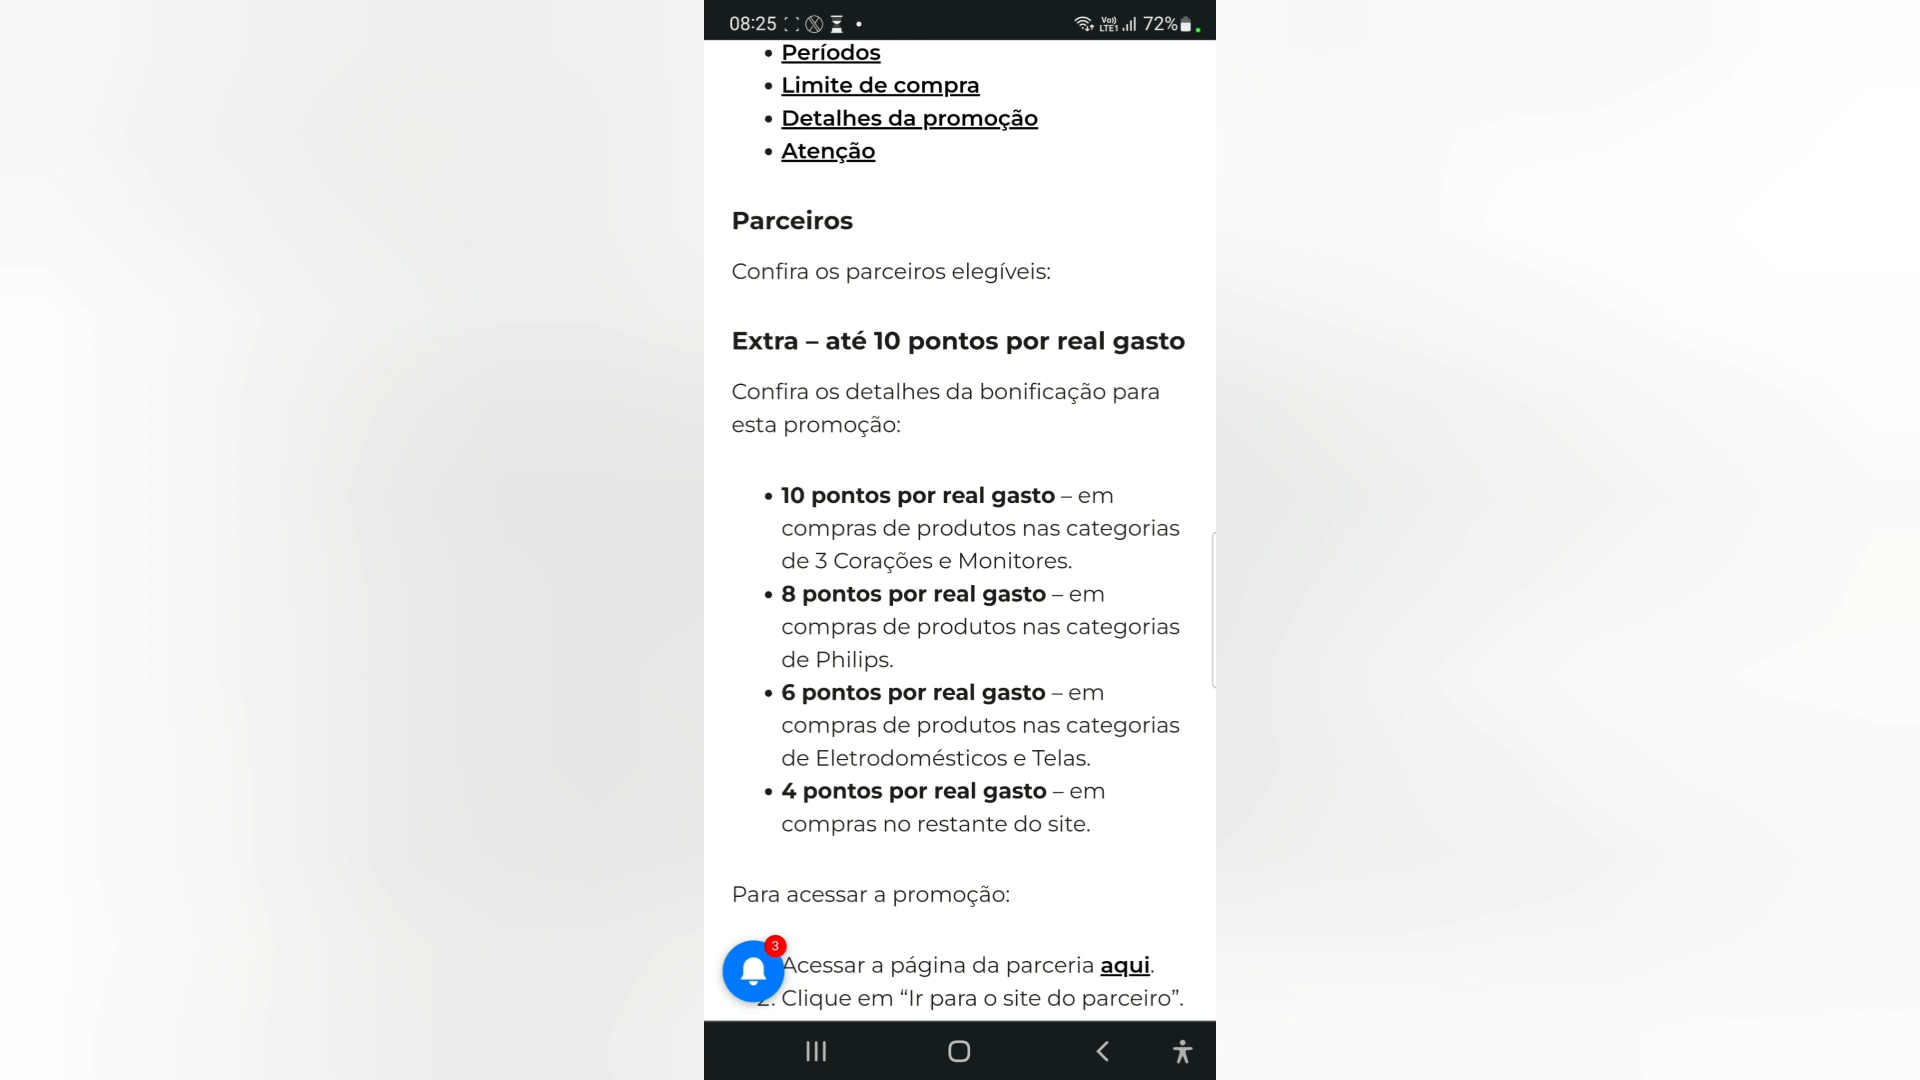 08:25
Vo)) LTE1 72%
• Períodos
• Limite de compra
• Detalhes da promoção
• Atenção
Parceiros
Confira os parceiros elegíveis:
Extra – até 10 pontos por real gasto
Confira os detalhes da bonificação para
esta promoção:
• 10 pontos por real gasto – em
compras de produtos nas categorias
de 3 Corações e Monitores.
• 8 pontos por real gasto – em
compras de produtos nas categorias
de Philips.
• 6 pontos por real gasto – em
compras de produtos nas categorias
de Eletrodomésticos e Telas.
• 4 pontos por real gasto – em
compras no restante do site.
Para acessar a promoção:
3
Acessar a página da parceria aqui.
2. Clique em “Ir para o site do parceiro”.